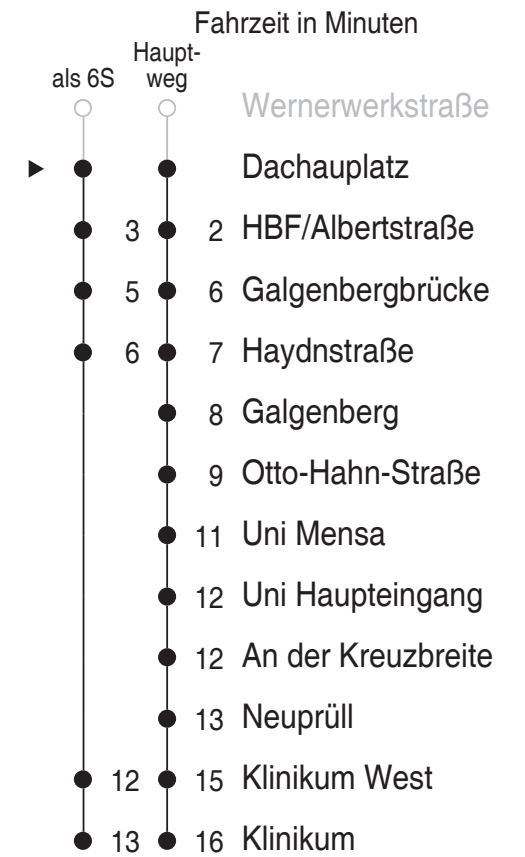 Fahrzeit in Minuten
Haupt-
als 6S weg
Wernerwerkstraße
Dachauplatz
3 2 HBF/Albertstraße
5 6 Galgenbergbrücke
6 7 Haydnstraße
8 Galgenberg
9 Otto-Hahn-Straße
11 Uni Mensa
12 Uni Haupteingang
12 An der Kreuzbreite
13 Neuprüll
12 15 Klinikum West
13 16 Klinikum